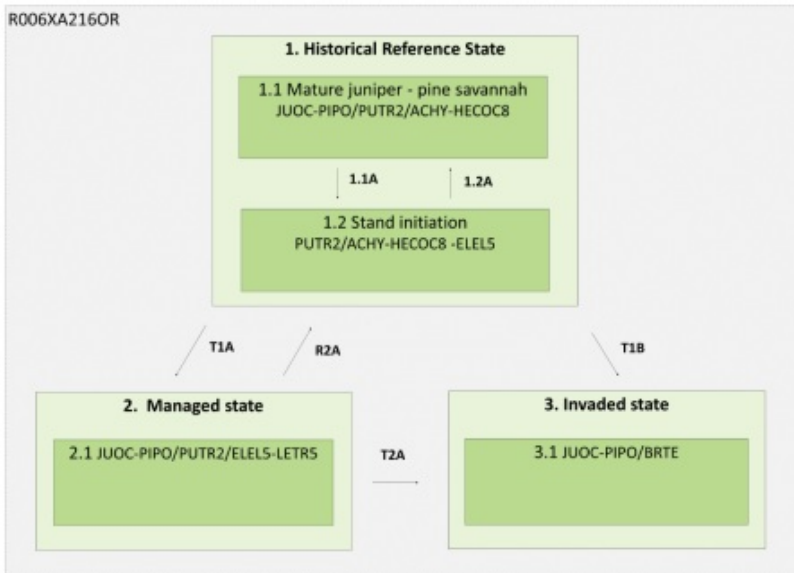 R006XA216OR
1. Historical Reference State
1.1 Mature juniper - pine savannah
JUOC-PIPO/PUTR2/ACHY-HECOC8
1.1A
1.2A
1.2 Stand initiation
PUTR2/ACHY-HECOC8 -ELEL5
T1A
R2A
T1B
2. Managed state
3. Invaded state
2.1 JUOC-PIPO/PUTR2/ELEL5-LETR5
T2A
3.1 JUOC-PIPO/BRTE